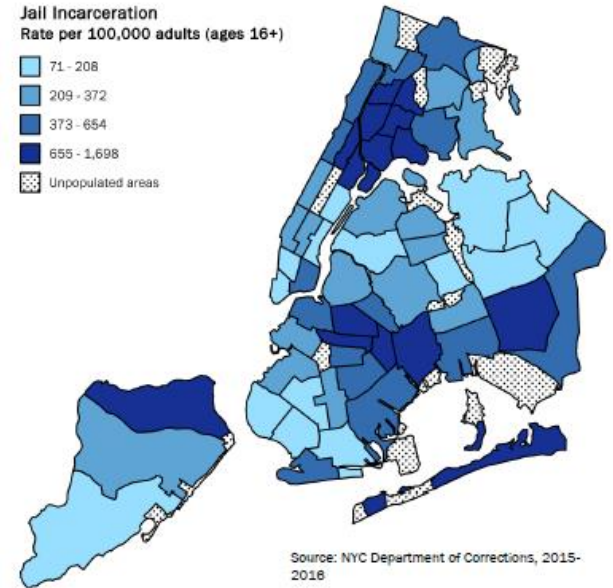 Jail Incarceration
Rate per 100,000 adults (ages 16+)
71 - 208
209 - 372
373 - 654
655 - 1,698
Unpopulated areas
Source: NYC Department of Corrections, 2015-
2016